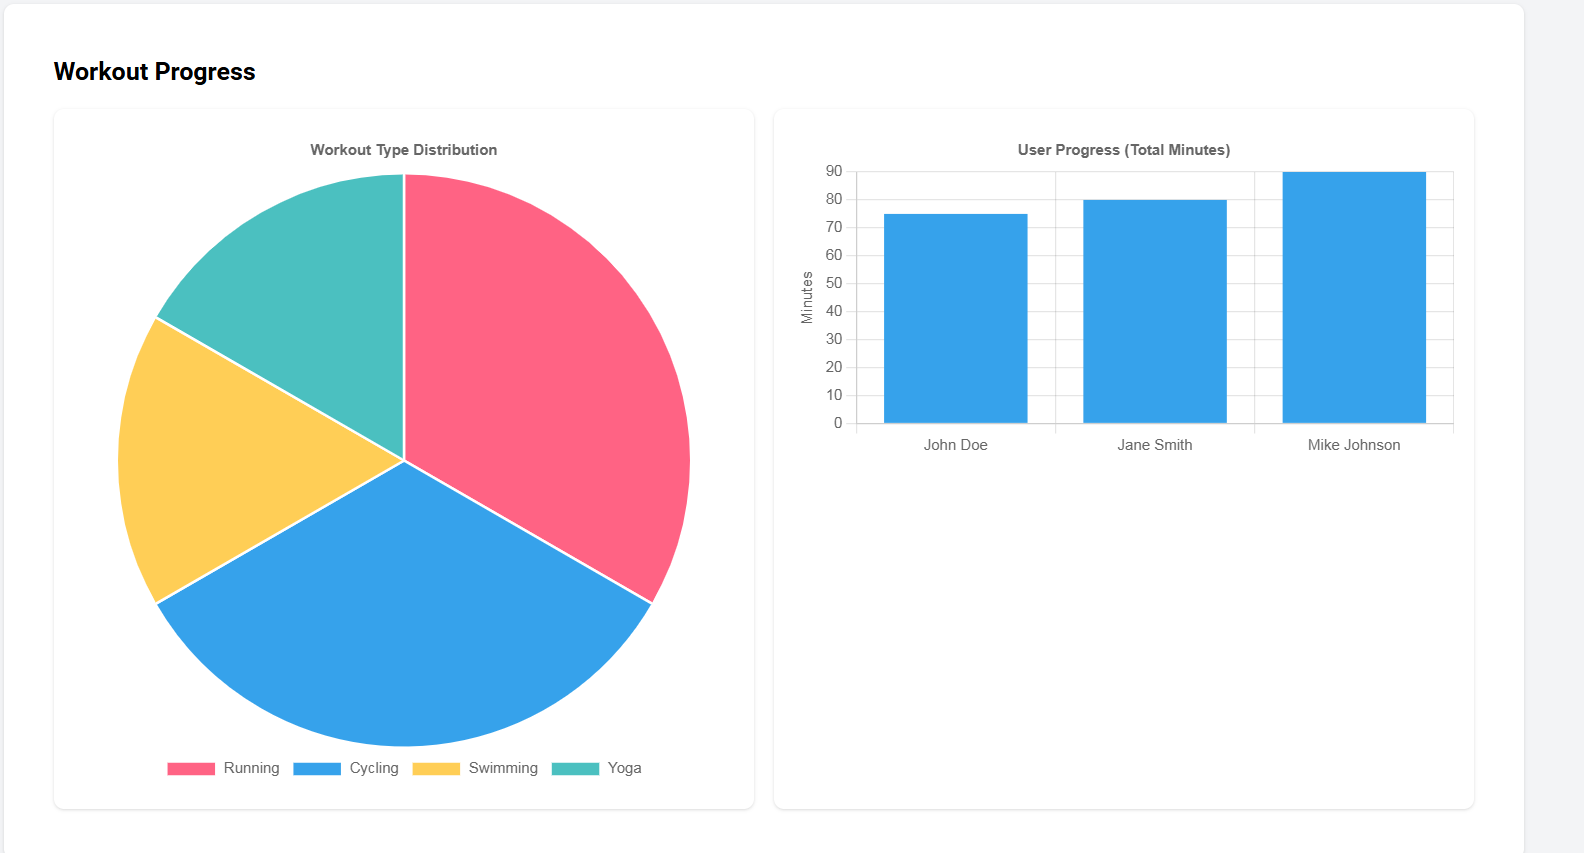 Workout Progress
Workout Type Distribution
Running Cycling Swimming Yoga
User Progress (Total Minutes)
90
80
70
60
50
40
30
20
10
0
Minutes
John Doe Jane Smith Mike Johnson